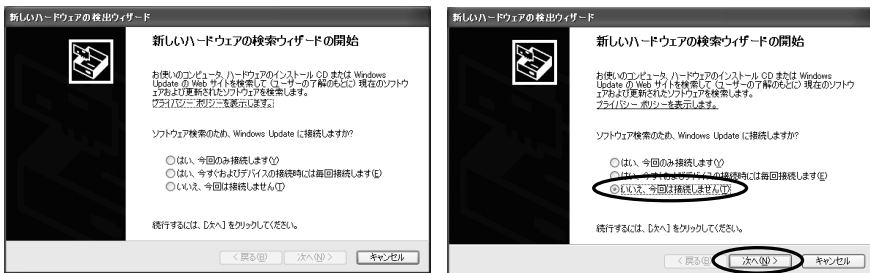 新しいハードウェアの検出ウィザード
新しいハードウェアの検索ウィザードの開始
お使いのコンピュータ、ハードウェアのインストール CD または Windows
Update の Web サイトを検索して (ユーザーの了解のもとに) 現在のソフトウ
ェアおよび更新されたソフトウェアを検索します。
プライバシー ポリシーを表示します。
ソフトウェア検索のため、Windows Update に接続しますか?
はい、今回のみ接続します(Y)
はい、今すぐおよびデバイスの接続時には毎回接続します(E)
いいえ、今回は接続しません(T)
続行するには、[次へ] をクリックしてください。
< 戻る(B) 次へ(N) > キャンセル
新しいハードウェアの検出ウィザード
新しいハードウェアの検索ウィザードの開始
お使いのコンピュータ、ハードウェアのインストール CD または Windows
Update の Web サイトを検索して (ユーザーの了解のもとに) 現在のソフトウ
ェアおよび更新されたソフトウェアを検索します。
プライバシー ポリシーを表示します。
ソフトウェア検索のため、Windows Update に接続しますか?
はい、今回のみ接続します(Y)
はい、今すぐおよびデバイスの接続時には毎回接続します(E)
いいえ、今回は接続しません(T)
続行するには、[次へ] をクリックしてください。
< 戻る(B) 次へ(N) > キャンセル